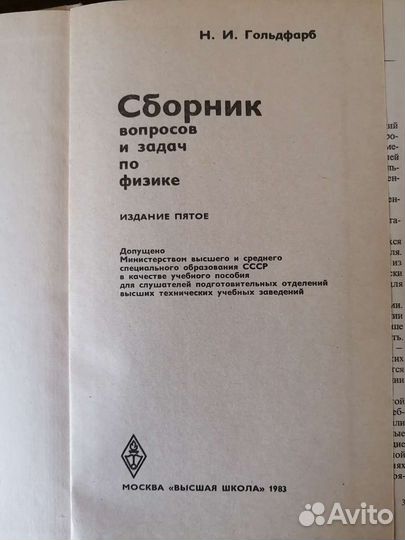 Н. И. Гольдфарб
Сборник
вопросов
и задач
по
физике
ИЗДАНИЕ ПЯТОЕ
Допущено
Министерством высшего и среднего
специального образования СССР
в качестве учебного пособия
для слушателей подготовительных отделений
высших технических учебных заведений
МОСКВА «ВЫСШАЯ ШКОЛА» 1983
Avito